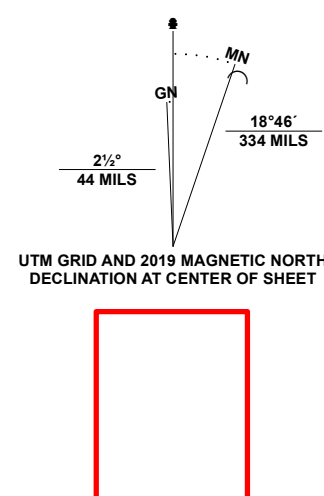 MN
GN
18°46´
334 MILS
2½°
44 MILS
UTM GRID AND 2019 MAGNETIC NORTH
DECLINATION AT CENTER OF SHEET